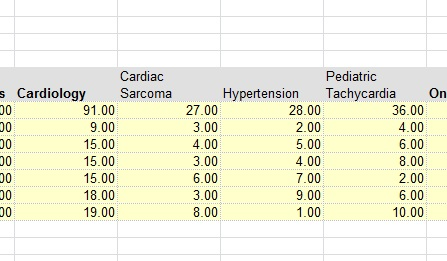 Cardiac Pediatric
s Cardiology Sarcoma Hypertension Tachycardia On
00 91.00 27.00 28.00 36.00
00 9.00 3.00 2.00 4.00
00 15.00 4.00 5.00 6.00
00 15.00 3.00 4.00 8.00
00 15.00 6.00 7.00 2.00
00 18.00 3.00 9.00 6.00
00 19.00 8.00 1.00 10.00